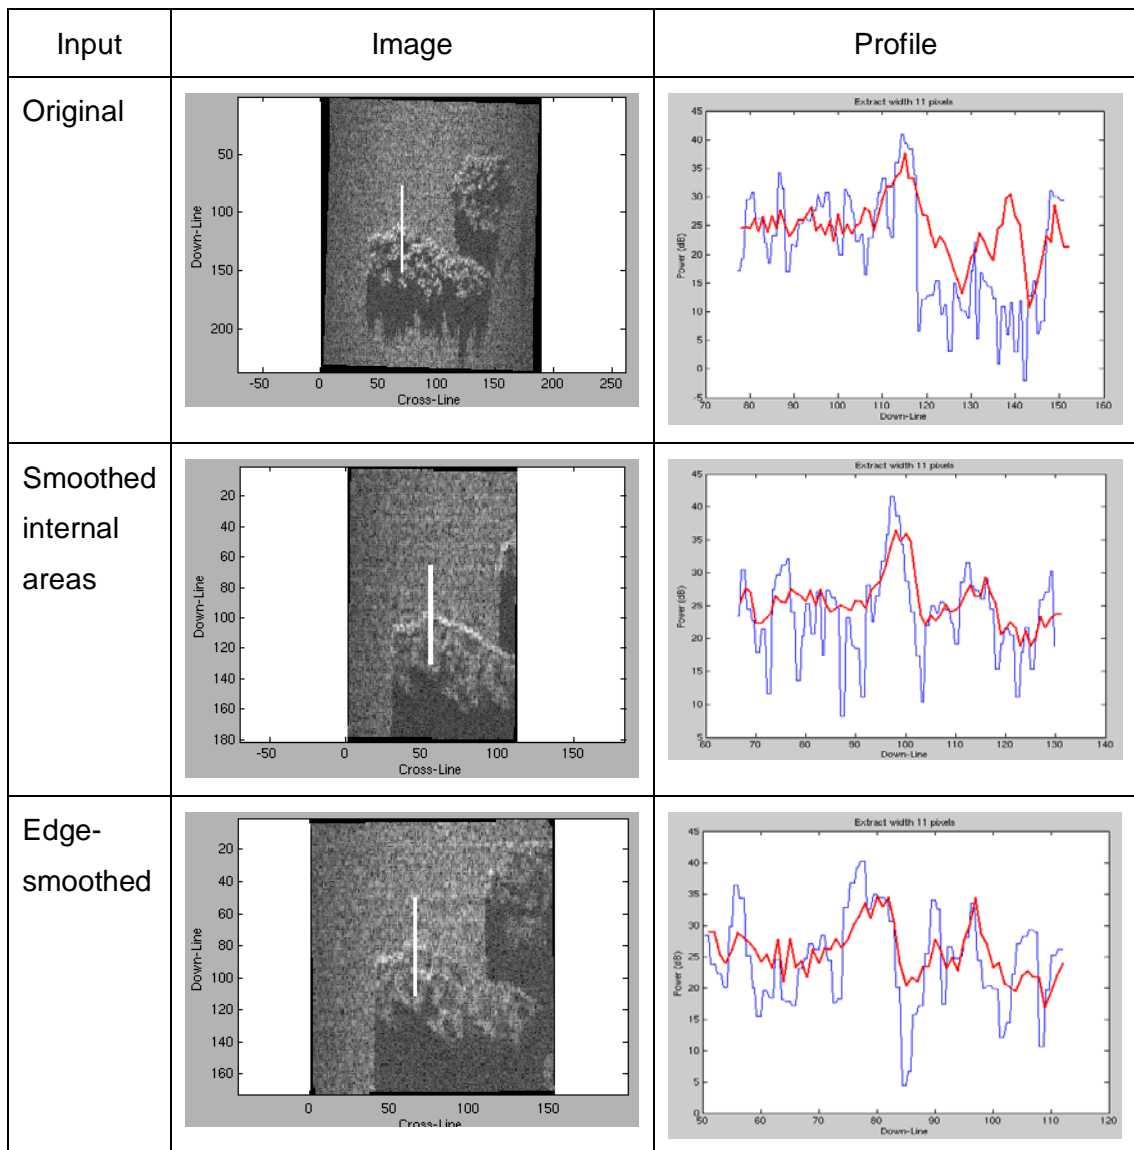 Input Image Profile
Original
50
100
150
200
Down-Line
-50 0 50 100 150 200 250
Cross-Line
Extract width 11 pixels
45
40
35
30
25
20
15
10
5
0
-5
Power (dB)
70 80 90 100 110 120 130 140 150 160
Down-Line
Smoothed
internal
areas
20
40
60
80
100
120
140
160
180
Down-Line
-50 0 50 100 150
Cross-Line
Extract width 11 pixels
45
40
35
30
25
20
15
10
5
Power (dB)
60 70 80 90 100 110 120 130 140
Down-Line
Edge-
smoothed
20
40
60
80
100
120
140
160
Down-Line
0 50 100 150
Cross-Line
Extract width 11 pixels
45
40
35
30
25
20
15
10
5
0
Power (dB)
50 60 70 80 90 100 110 120
Down-Line